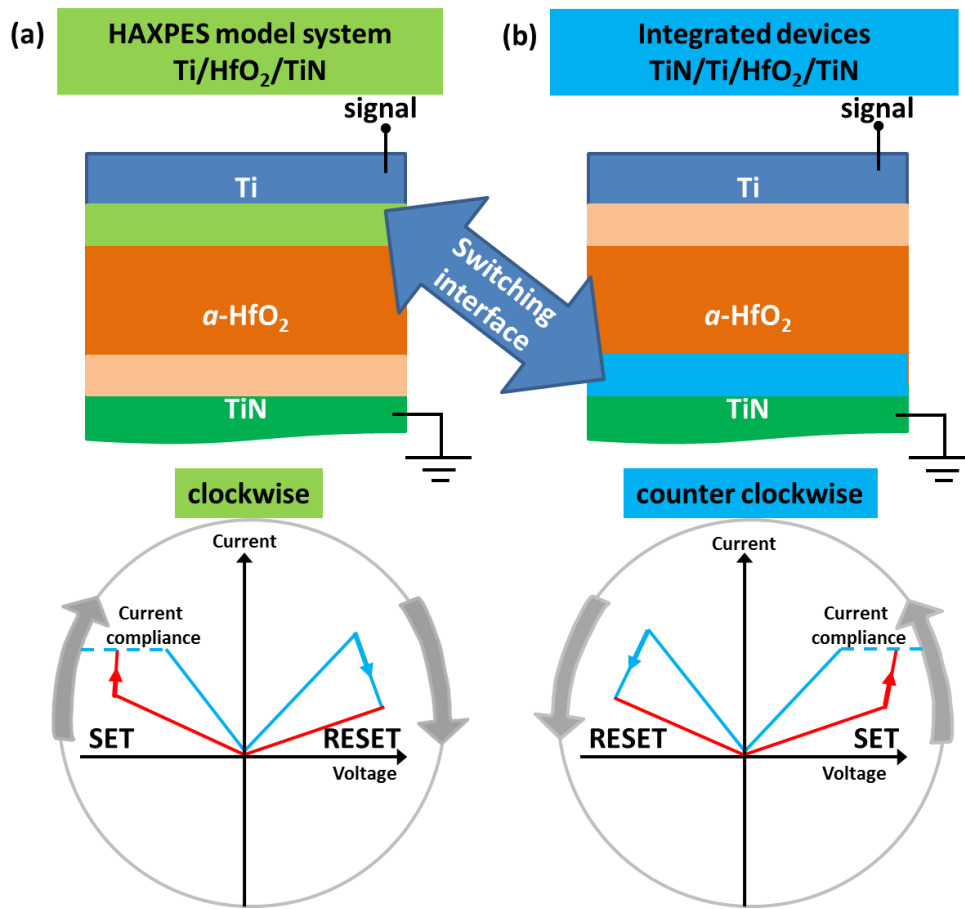 (a)
HAXPES model system
Ti/HfO2/TiN
signal
Ti
a-HfO2
TiN
(b)
Integrated devices
TiN/Ti/HfO2/TiN
signal
Ti
a-HfO2
TiN
Switching
interface
clockwise
Current
Current
compliance
SET
RESET
Voltage
counter clockwise
Current
Current
compliance
RESET
SET
Voltage